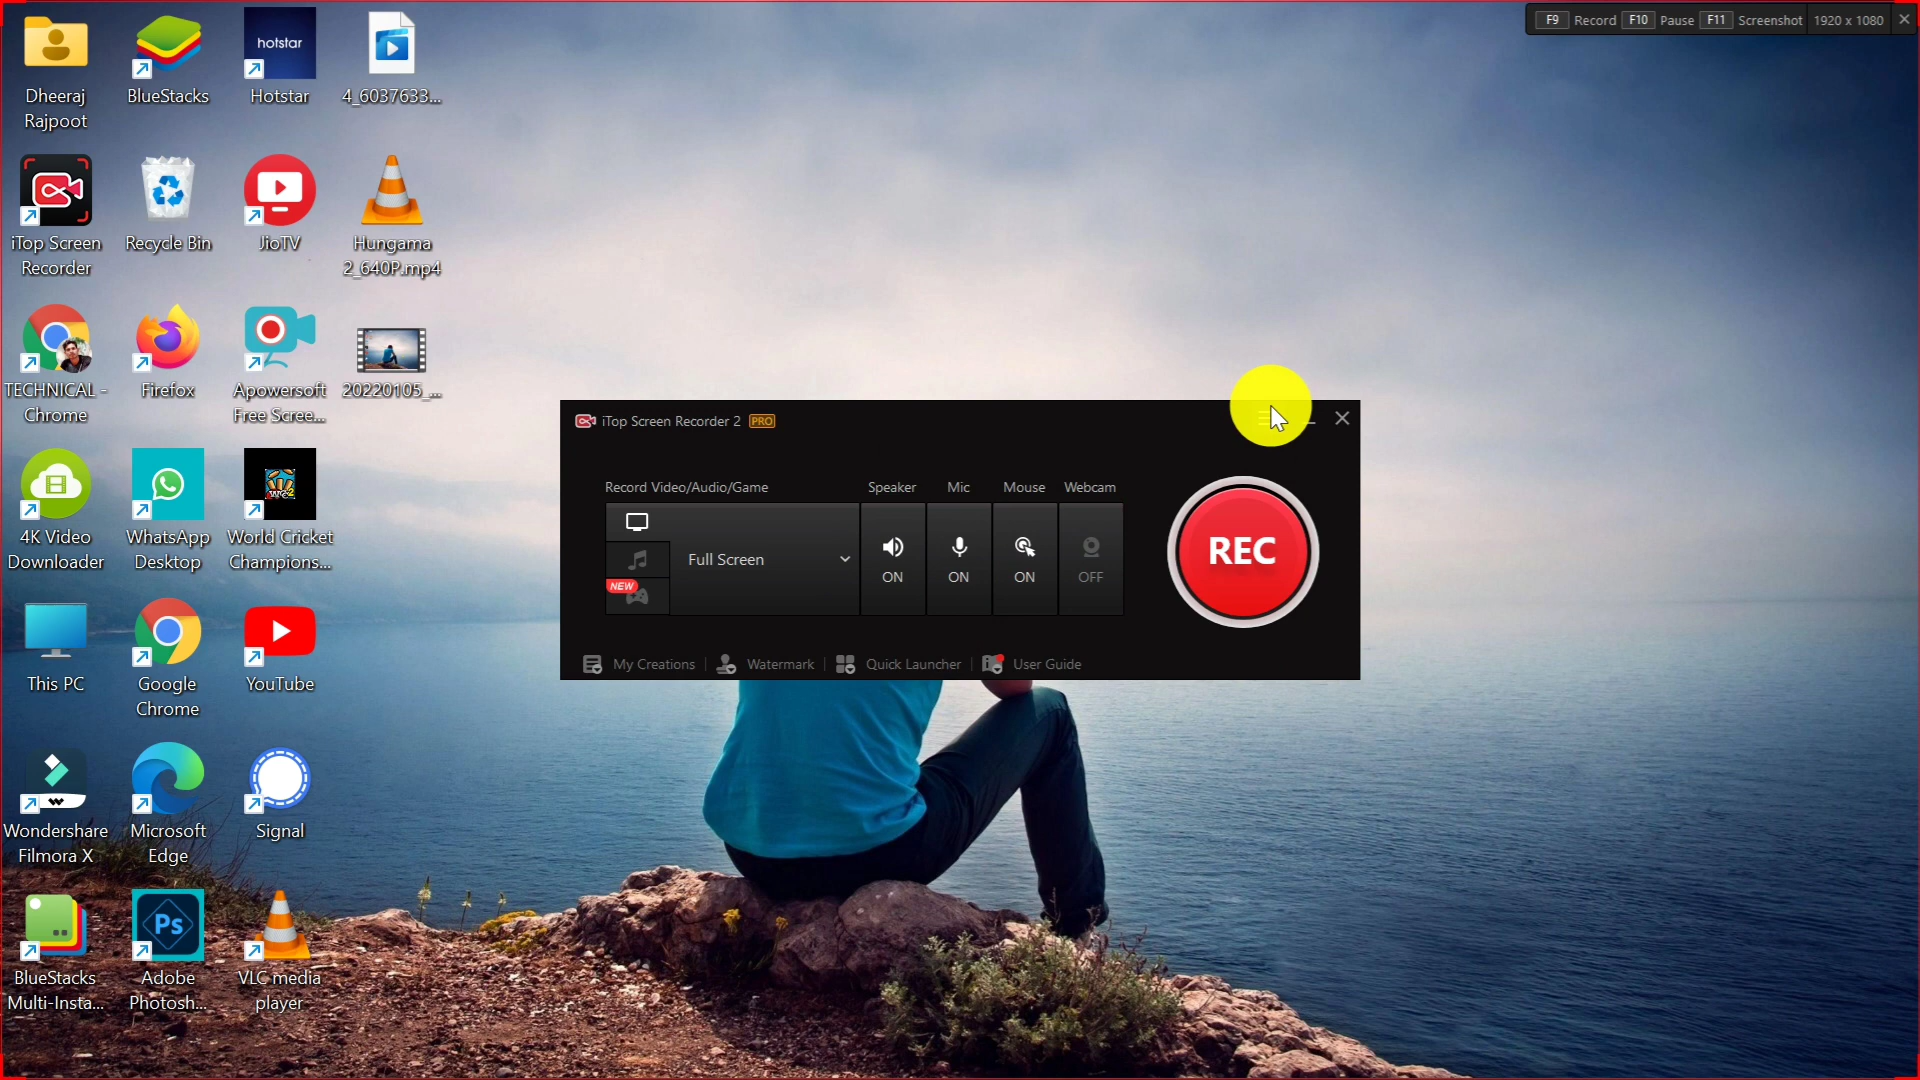 F9 Record F10 Pause F11 Screenshot 1920 x 1080
Dheeraj
Rajpoot
BlueStacks
hotstar
Hotstar
4_6037633...
iTop Screen
Recorder
Recycle Bin
JioTV
Hungama
2_640P.mp4
TECHNICAL -
Chrome
Firefox
Apowersoft
Free Scree...
20220105_...
4K Video
Downloader
WhatsApp
Desktop
World Cricket
Champions...
This PC
Google
Chrome
YouTube
Wondershare
Filmora X
Microsoft
Edge
Signal
BlueStacks
Multi-Insta...
Ps
Adobe
Photosh...
VLC media
player
iTop Screen Recorder 2 PRO
Record Video/Audio/Game Speaker Mic Mouse Webcam
Full Screen
NEW
ON ON ON OFF
REC
My Creations Watermark Quick Launcher User Guide